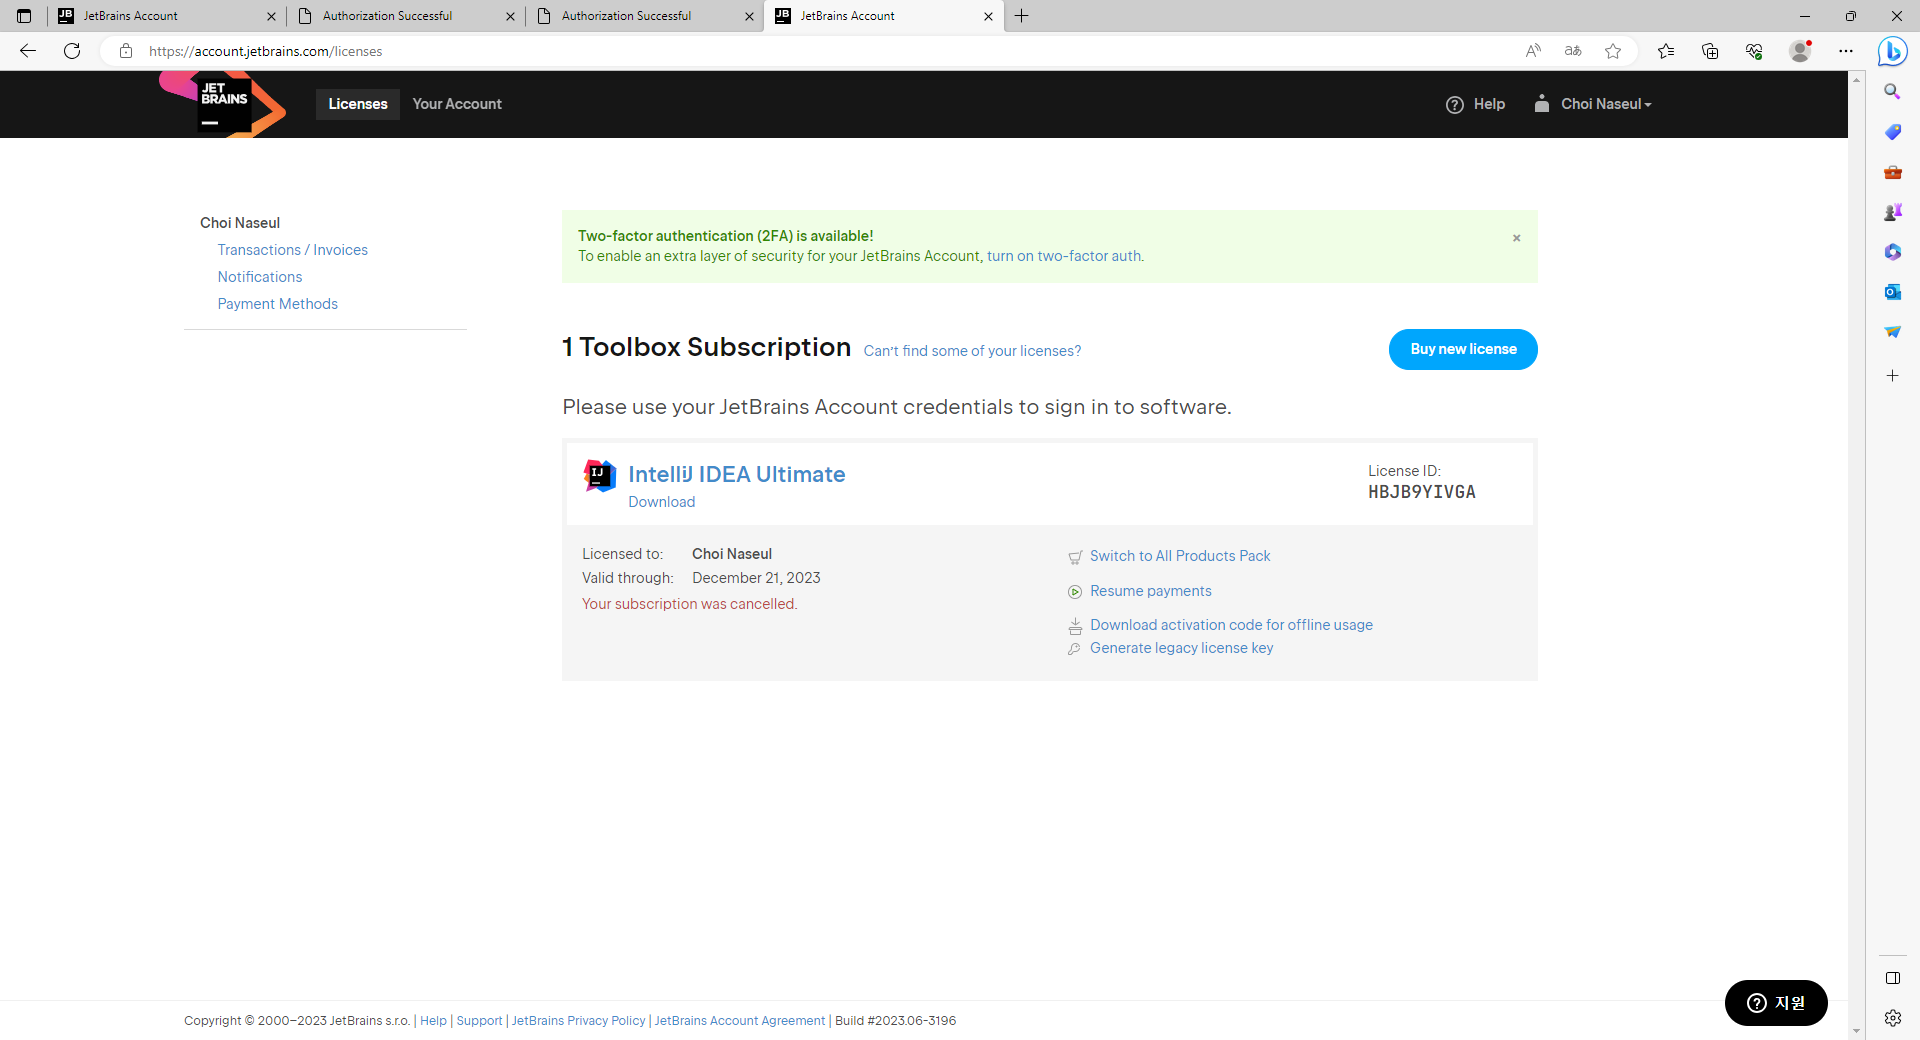 JetBrains Account
Authorization Successful
Authorization Successful
JetBrains Account
https://account.jetbrains.com/licenses
JET
BRAINS
Licenses
Your Account
Help
Choi Naseul
Choi Naseul
Transactions / Invoices
Notifications
Payment Methods
Two-factor authentication (2FA) is available!
To enable an extra layer of security for your JetBrains Account, turn on two-factor auth.
1 Toolbox Subscription
Can't find some of your licenses?
Buy new license
Please use your JetBrains Account credentials to sign in to software.
IJ
IntelliJ IDEA Ultimate
Download
License ID:
HBJB9YIVGA
Licensed to: Choi Naseul
Valid through: December 21, 2023
Your subscription was cancelled.
Switch to All Products Pack
Resume payments
Download activation code for offline usage
Generate legacy license key
지원
Copyright © 2000–2023 JetBrains s.r.o. | Help | Support | JetBrains Privacy Policy | JetBrains Account Agreement | Build #2023.06-3196